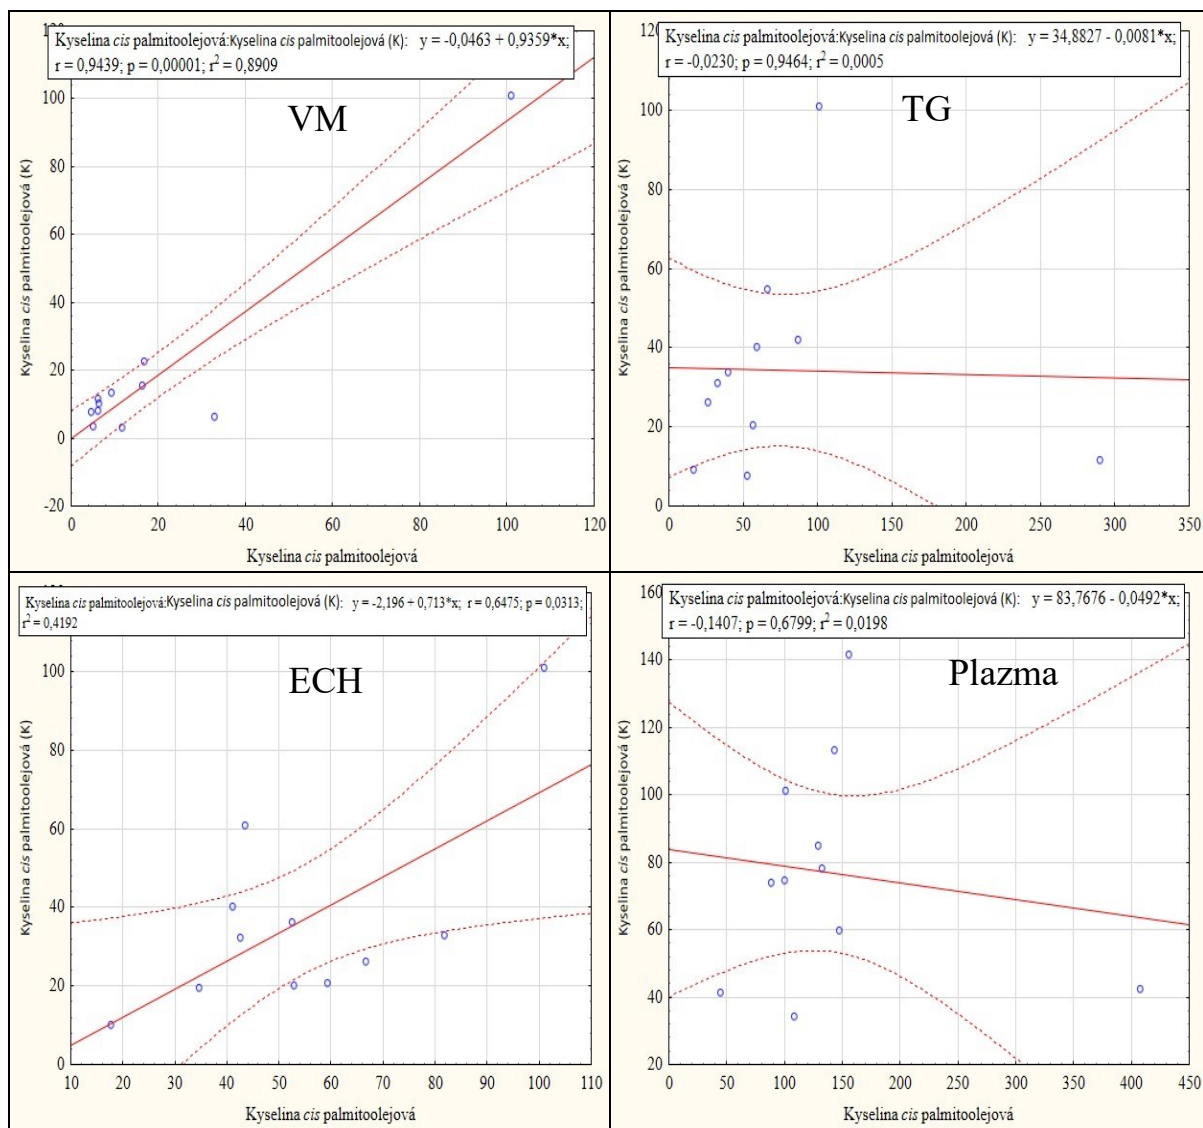 Kyselina cis palmitoolejová:Kyselina cis palmitoolejová (K): y = -0,0463 + 0,9359*x;
r = 0,9439; p = 0,00001; r² = 0,8909
VM
Kyselina cis palmitoolejová (K)
100
80
60
40
20
0
-20
0 20 40 60 80 100 120
Kyselina cis palmitoolejová
120
Kyselina cis palmitoolejová:Kyselina cis palmitoolejová (K): y = 34,8827 - 0,0081*x;
r = -0,0230; p = 0,9464; r² = 0,0005
TG
Kyselina cis palmitoolejová (K)
100
80
60
40
20
0
0 50 100 150 200 250 300 350
Kyselina cis palmitoolejová
Kyselina cis palmitoolejová:Kyselina cis palmitoolejová (K): y = -2,196 + 0,713*x; r = 0,6475; p = 0,0313;
r² = 0,4192
ECH
Kyselina cis palmitoolejová (K)
100
80
60
40
20
0
10 20 30 40 50 60 70 80 90 100 110
Kyselina cis palmitoolejová
160
Kyselina cis palmitoolejová:Kyselina cis palmitoolejová (K): y = 83,7676 - 0,0492*x;
r = -0,1407; p = 0,6799; r² = 0,0198
Plazma
Kyselina cis palmitoolejová (K)
140
120
100
80
60
40
20
0 50 100 150 200 250 300 350 400 450
Kyselina cis palmitoolejová